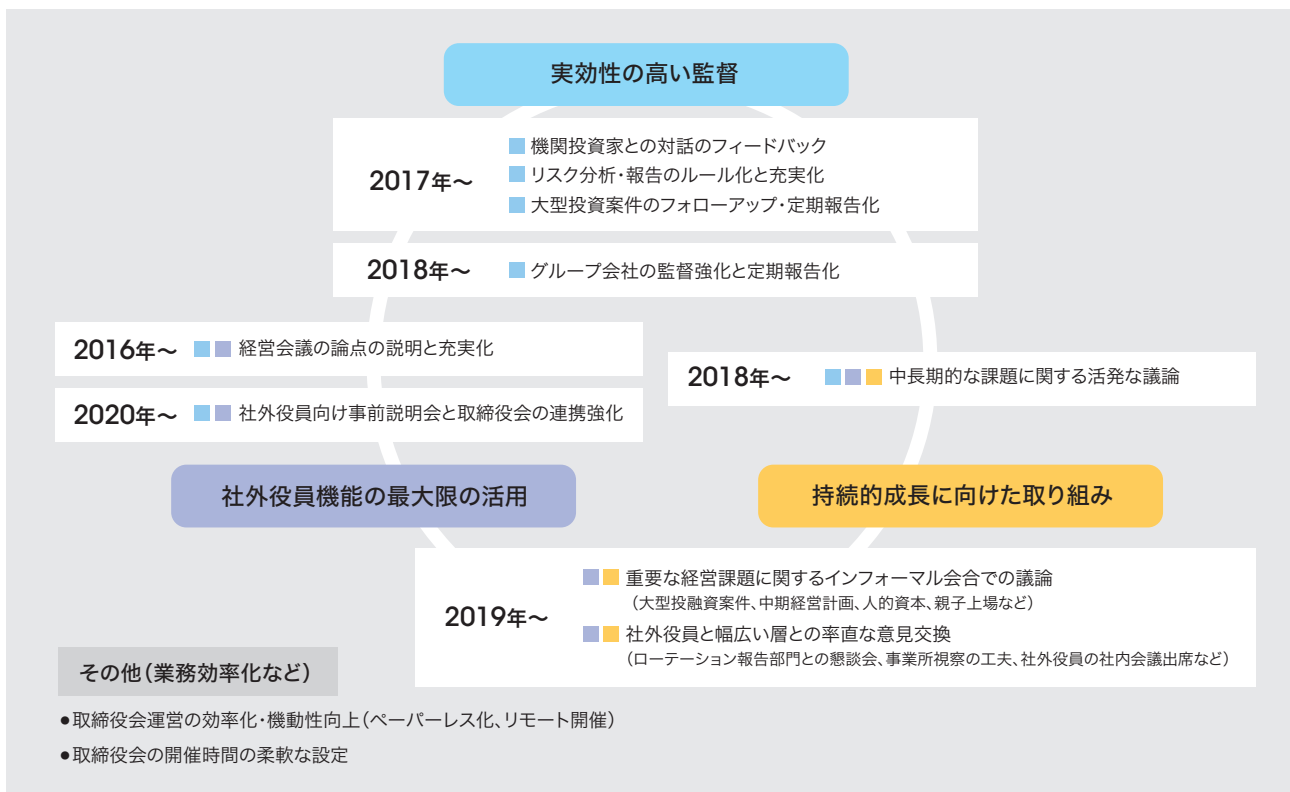 実効性の高い監督
2017年～
機関投資家との対話のフィードバック
リスク分析・報告のルール化と充実化
大型投資案件のフォローアップ・定期報告化
2018年～
グループ会社の監督強化と定期報告化
2016年～
経営会議の論点の説明と充実化
2020年～
社外役員向け事前説明会と取締役会の連携強化
2018年～
中長期的な課題に関する活発な議論
社外役員機能の最大限の活用
持続的成長に向けた取り組み
2019年～
重要な経営課題に関するインフォーマル会合での議論
（大型投融資案件、中期経営計画、人的資本、親子上場など）
社外役員と幅広い層との率直な意見交換
（ローテーション報告部門との懇談会、事業所視察の工夫、社外役員の社内会議出席など）
その他（業務効率化など）
●取締役会運営の効率化・機動性向上（ペーパーレス化、リモート開催）
●取締役会の開催時間の柔軟な設定